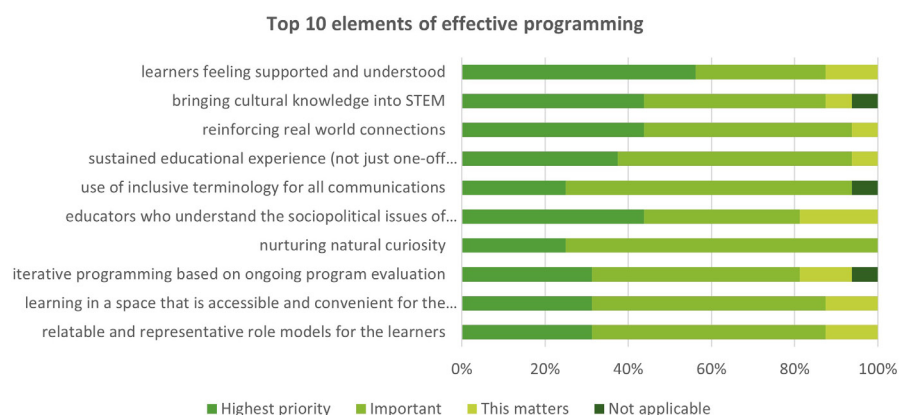 Top 10 elements of effective programming
learners feeling supported and understood
bringing cultural knowledge into STEM
reinforcing real world connections
sustained educational experience (not just one-off...
use of inclusive terminology for all communications
educators who understand the sociopolitical issues of...
nurturing natural curiosity
iterative programming based on ongoing program evaluation
learning in a space that is accessible and convenient for the...
relatable and representative role models for the learners
0% 20% 40% 60% 80% 100%
Highest priority Important This matters Not applicable